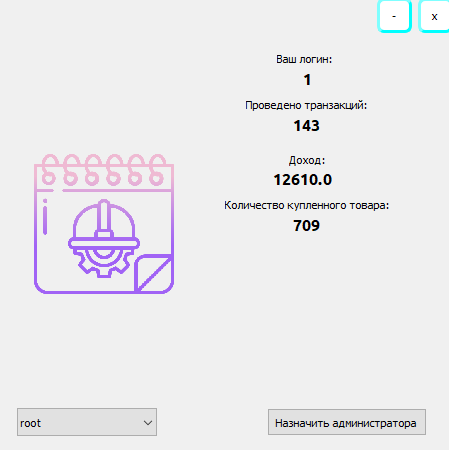 - x
Ваш логин:
1
Проведено транзакций:
143
Доход:
12610.0
Количество купленного товара:
709
root
Назначить администратора